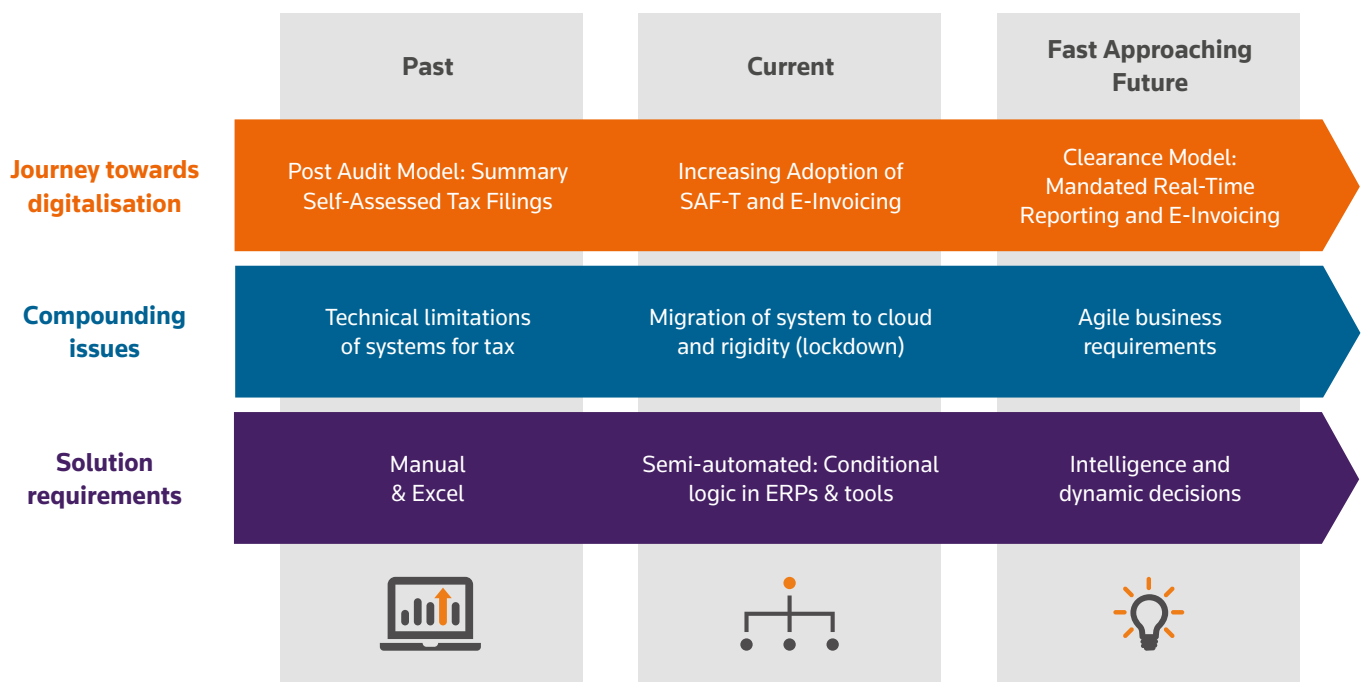 Past
Current
Fast Approaching
Future
Journey towards
digitalisation
Post Audit Model: Summary
Self-Assessed Tax Filings
Increasing Adoption of
SAF-T and E-Invoicing
Clearance Model:
Mandated Real-Time
Reporting and E-Invoicing
Compounding
issues
Technical limitations
of systems for tax
Migration of system to cloud
and rigidity (lockdown)
Agile business
requirements
Solution
requirements
Manual
& Excel
Semi-automated: Conditional
logic in ERPs & tools
Intelligence and
dynamic decisions